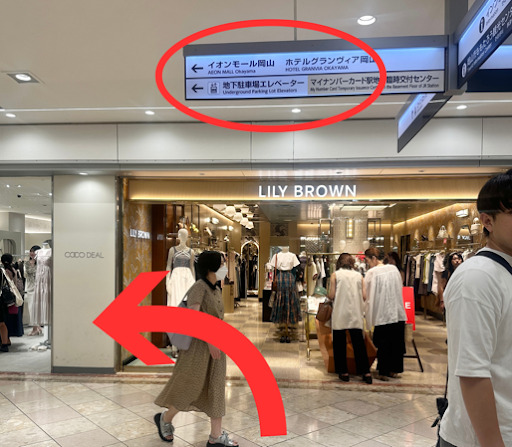 イオンモール岡山
AEON MALL Okayama
ホテルグランヴィア岡山
HOTEL GRANVIA OKAYAMA
地下駐車場エレベーター
Underground Parking Lot Elevators
マイナンバーカード駅地 臨時交付センター
LILY BROWN
COCO DEAL